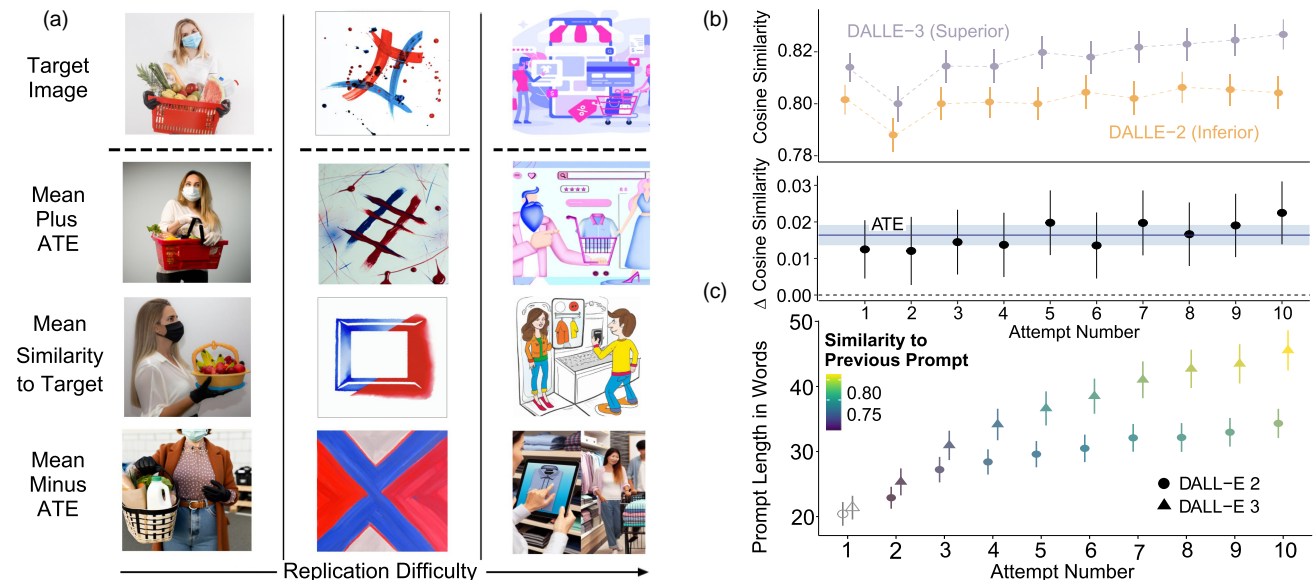 (a)
Target
Image
Mean
Plus
ATE
Mean
Similarity
to Target
Mean
Minus
ATE
Replication Difficulty
(b)
Cosine Similarity
0.82
0.80
0.78
DALLE−3 (Superior)
DALLE−2 (Inferior)
Δ Cosine Similarity
0.03
0.02
0.01
0.00
ATE
1 2 3 4 5 6 7 8 9 10
Attempt Number
(c)
Prompt Length in Words
50
40
30
20
Similarity to
Previous Prompt
0.80
0.75
DALL−E 2
DALL−E 3
1 2 3 4 5 6 7 8 9 10
Attempt Number